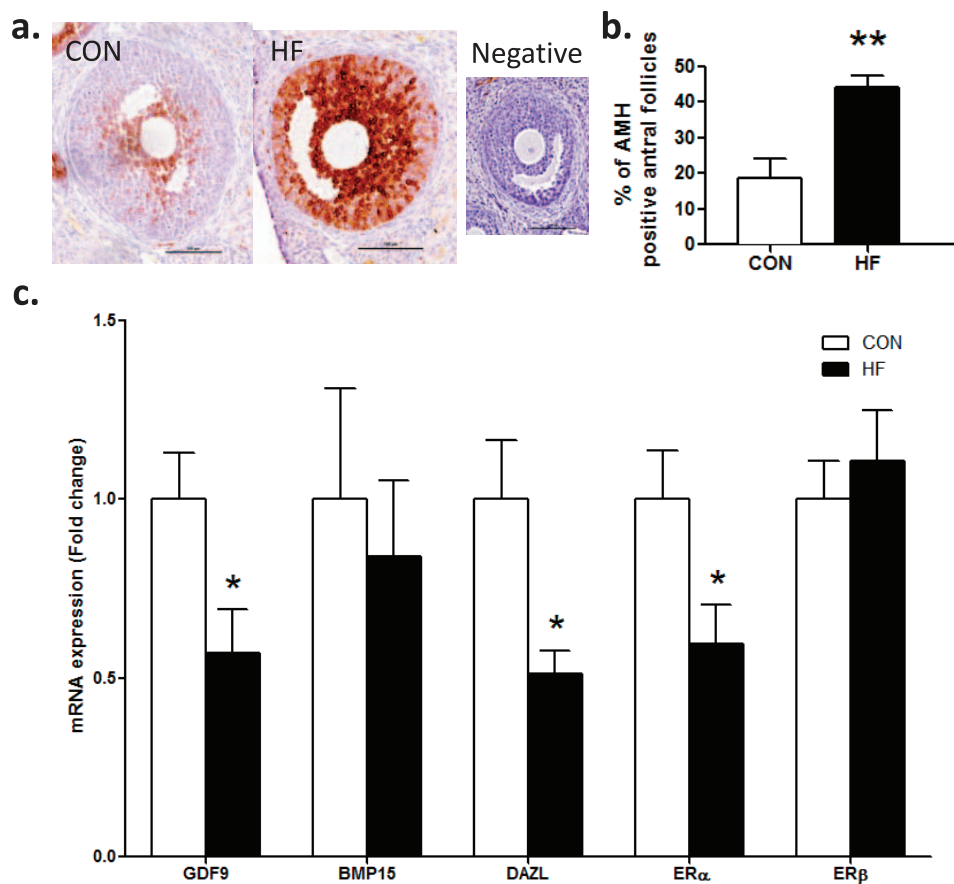 a.
CON
HF
Negative
b.
% of AMH
positive antral follicles
50
40
30
20
10
0
**
CON
HF
c.
mRNA expression (Fold change)
1.5
1.0
0.5
0.0
CON
HF
*
*
*
GDF9
BMP15
DAZL
ERα
ERβ